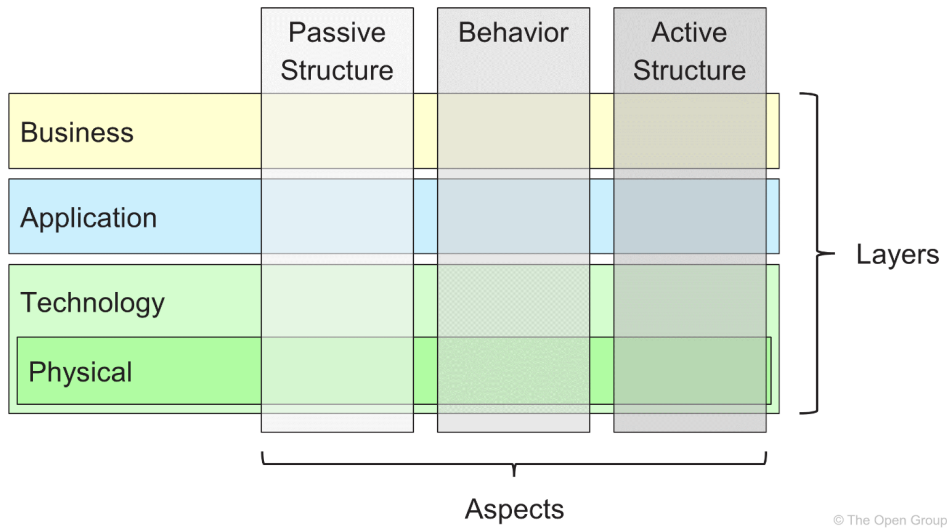 Passive
Structure
Behavior
Active
Structure
Business
Application
Layers
Technology
Physical
Aspects
© The Open Group